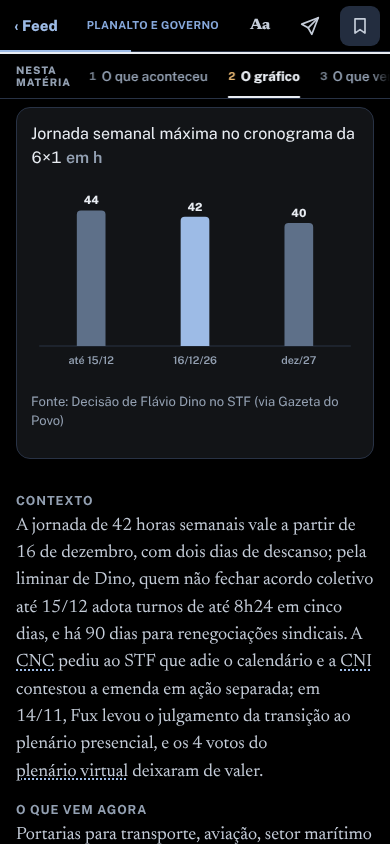 ‹ Feed
PLANALTO E GOVERNO
Aa
NESTA
MATÉRIA
1 O que aconteceu
2 O gráfico
3 O que ve
Jornada semanal máxima no cronograma da
6×1 em h
44
42
40
até 15/12
16/12/26
dez/27
Fonte: Decisão de Flávio Dino no STF (via Gazeta do
Povo)
CONTEXTO
A jornada de 42 horas semanais vale a partir de
16 de dezembro, com dois dias de descanso; pela
liminar de Dino, quem não fechar acordo coletivo
até 15/12 adota turnos de até 8h24 em cinco
dias, e há 90 dias para renegociações sindicais. A
CNC pediu ao STF que adie o calendário e a CNI
contestou a emenda em ação separada; em
14/11, Fux levou o julgamento da transição ao
plenário presencial, e os 4 votos do
plenário virtual deixaram de valer.
O QUE VEM AGORA
Portarias para transporte, aviação, setor marítimo